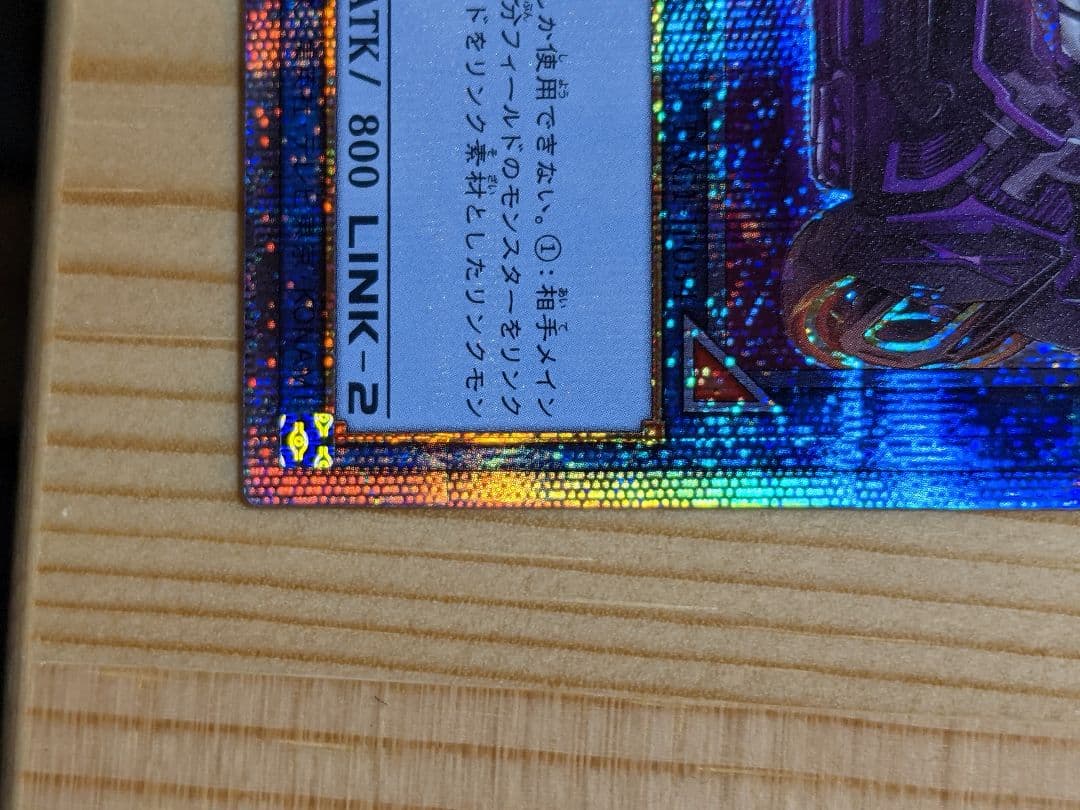 しか使用できない。①:相手メイン
分フィールドのモンスターをリンク
ドをリンク素材としたリンクモン
ATK/ 800 LINK-2